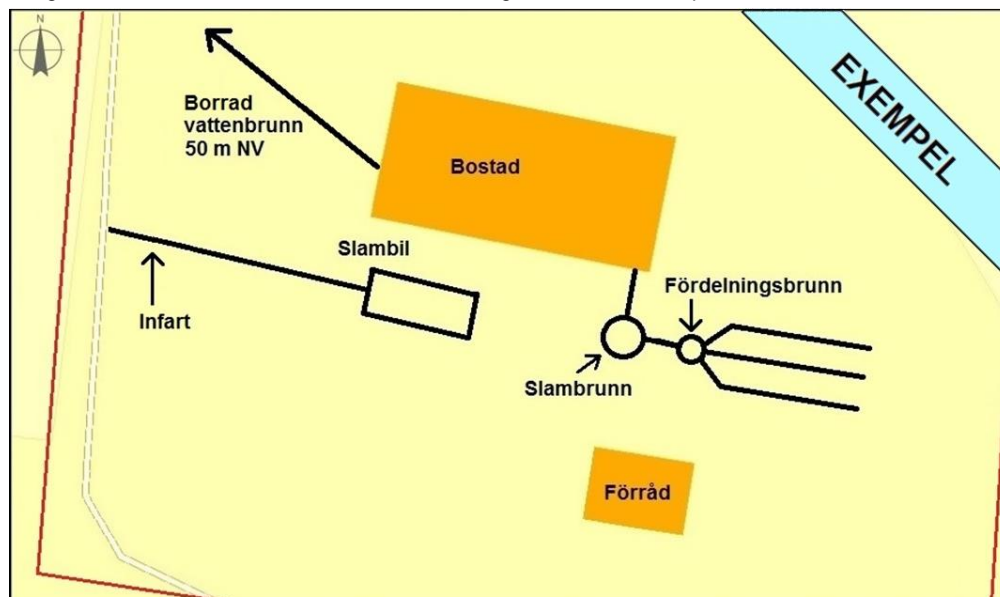 N
EXEMPEL
Borrad
vattenbrunn
50 m NV
Bostad
Slambil
Infart
Fördelningsbrunn
Slambrunn
Förråd